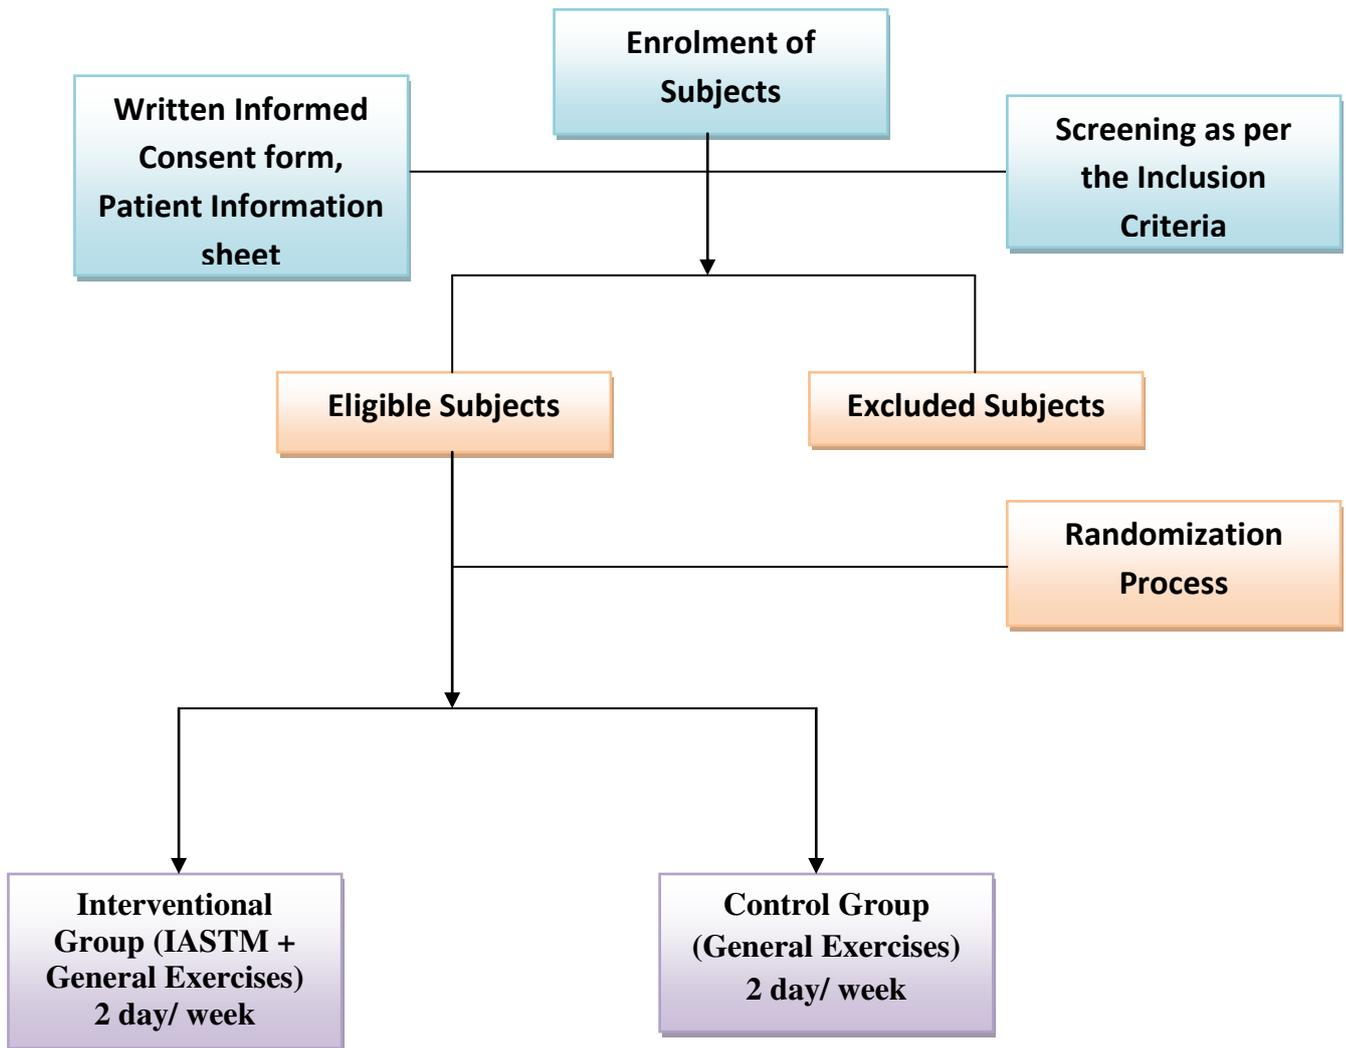 Enrolment of
Subjects
Written Informed
Consent form,
Patient Information
sheet
Screening as per
the Inclusion
Criteria
Eligible Subjects
Excluded Subjects
Randomization
Process
Interventional
Group (IASTM +
General Exercises)
2 day/ week
Control Group
(General Exercises)
2 day/ week